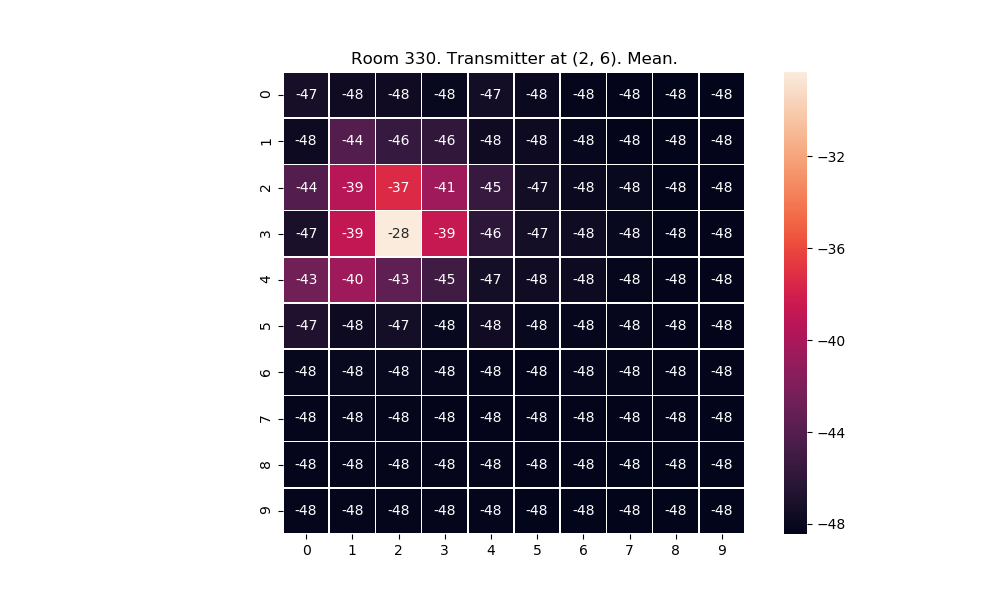 Room 330. Transmitter at (2, 6). Mean.
0 -47 -48 -48 -48 -47 -48 -48 -48 -48 -48
1 -48 -44 -46 -46 -48 -48 -48 -48 -48 -48
2 -44 -39 -37 -41 -45 -47 -48 -48 -48 -48
3 -47 -39 -28 -39 -46 -47 -48 -48 -48 -48
4 -43 -40 -43 -45 -47 -48 -48 -48 -48 -48
5 -47 -48 -47 -48 -48 -48 -48 -48 -48 -48
6 -48 -48 -48 -48 -48 -48 -48 -48 -48 -48
7 -48 -48 -48 -48 -48 -48 -48 -48 -48 -48
8 -48 -48 -48 -48 -48 -48 -48 -48 -48 -48
9 -48 -48 -48 -48 -48 -48 -48 -48 -48 -48
0 1 2 3 4 5 6 7 8 9
−32
−36
−40
−44
−48